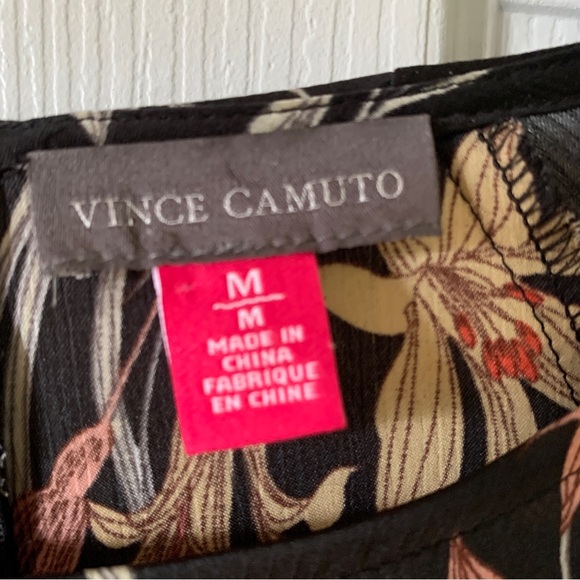 VINCE CAMUTO
M
M
MADE IN
CHINA
FABRIQUE
EN CHINE